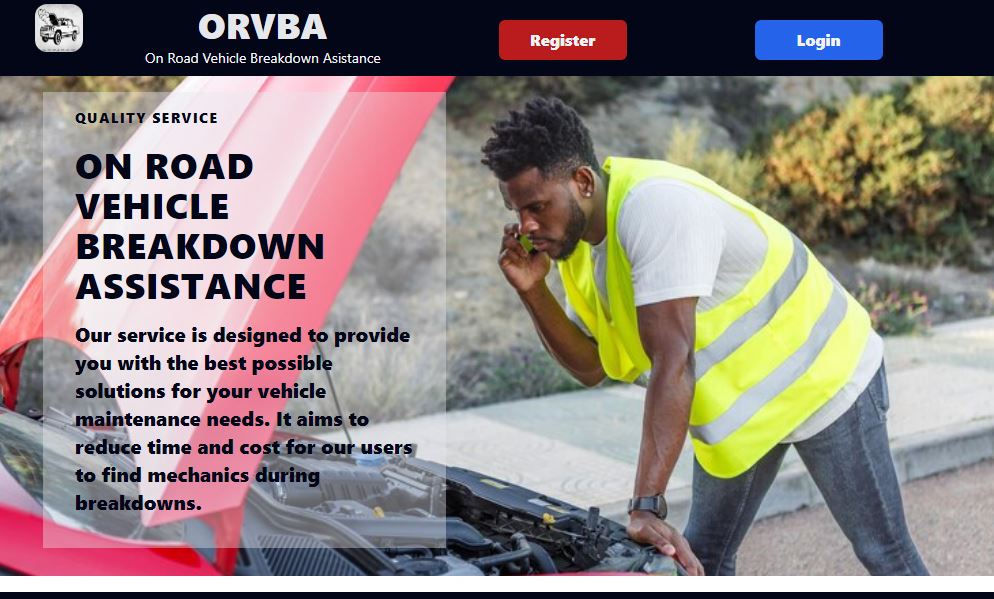 ORVBA
On Road Vehicle Breakdown Asistance
Register
Login
QUALITY SERVICE
ON ROAD
VEHICLE
BREAKDOWN
ASSISTANCE
Our service is designed to provide
you with the best possible
solutions for your vehicle
maintenance needs. It aims to
reduce time and cost for our users
to find mechanics during
breakdowns.